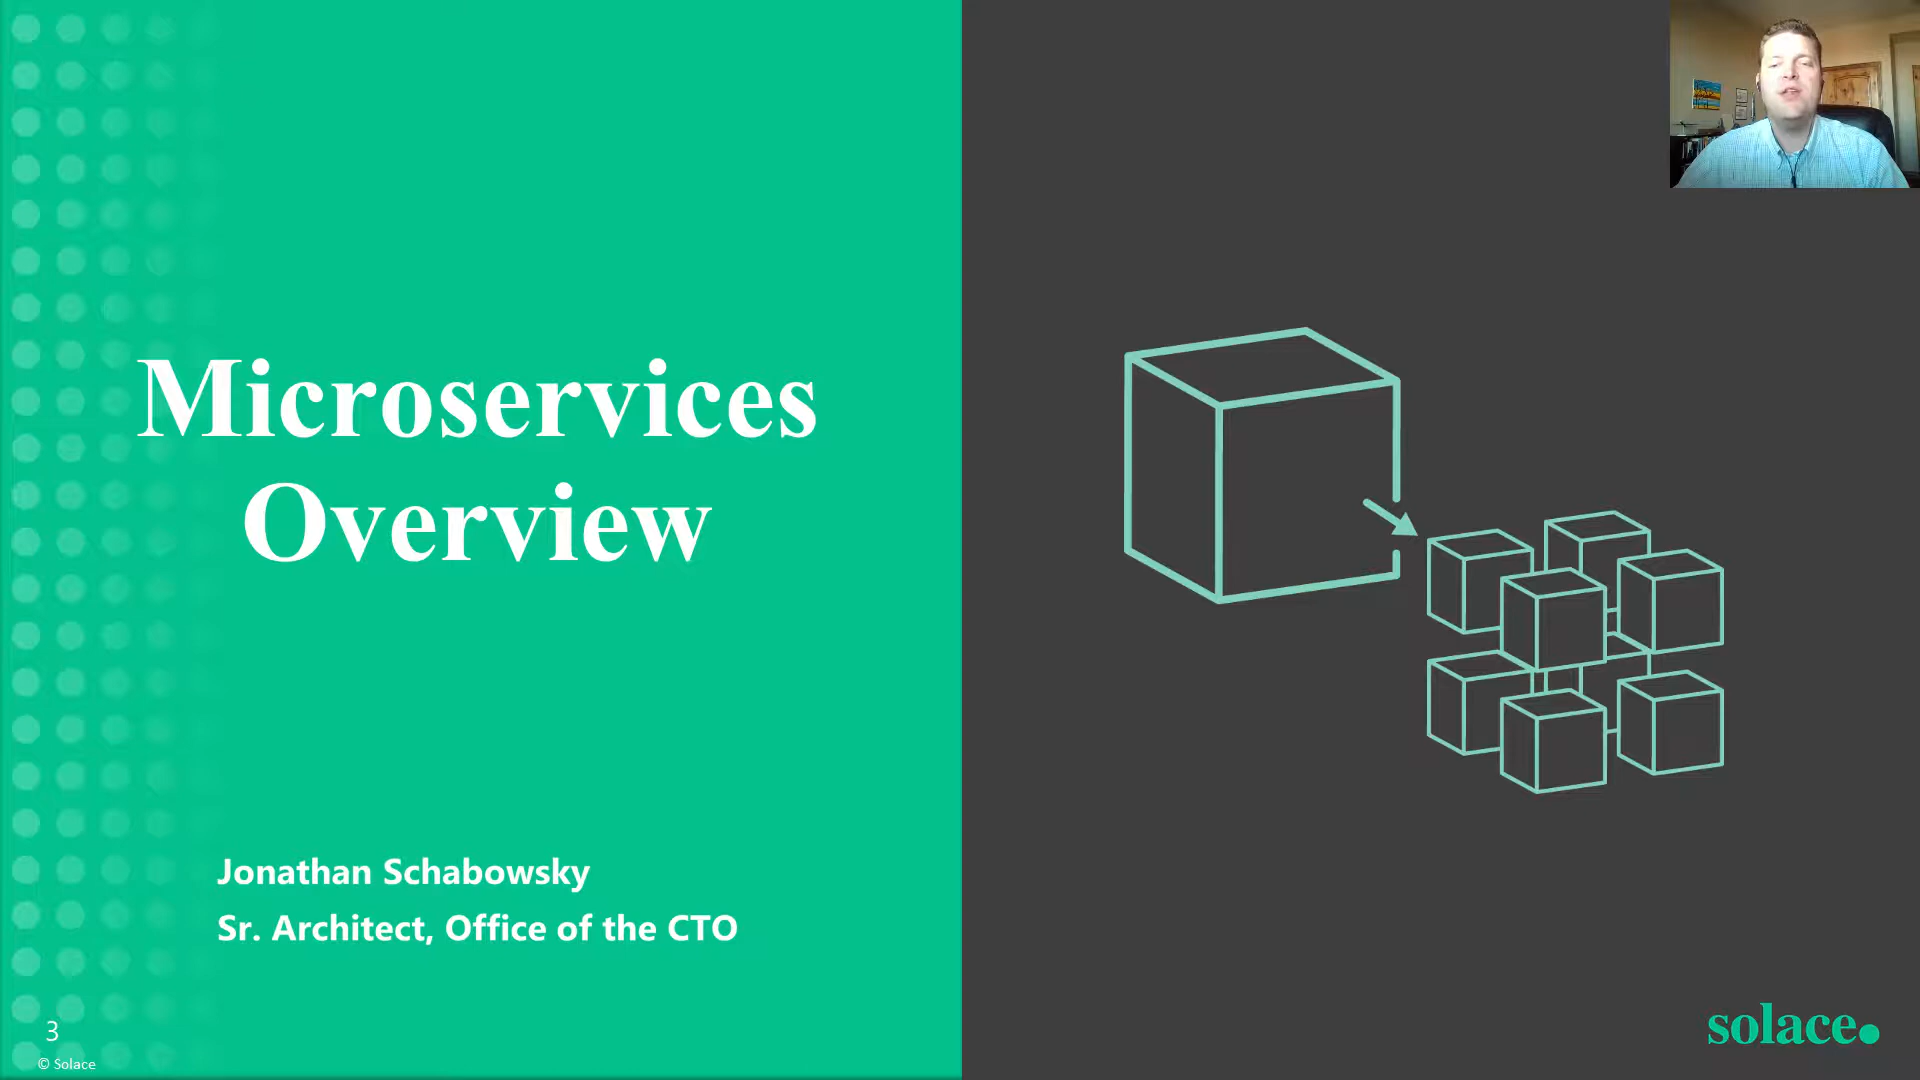 Microservices
Overview
Jonathan Schabowsky
Sr. Architect, Office of the CTO
3
© Solace
solace